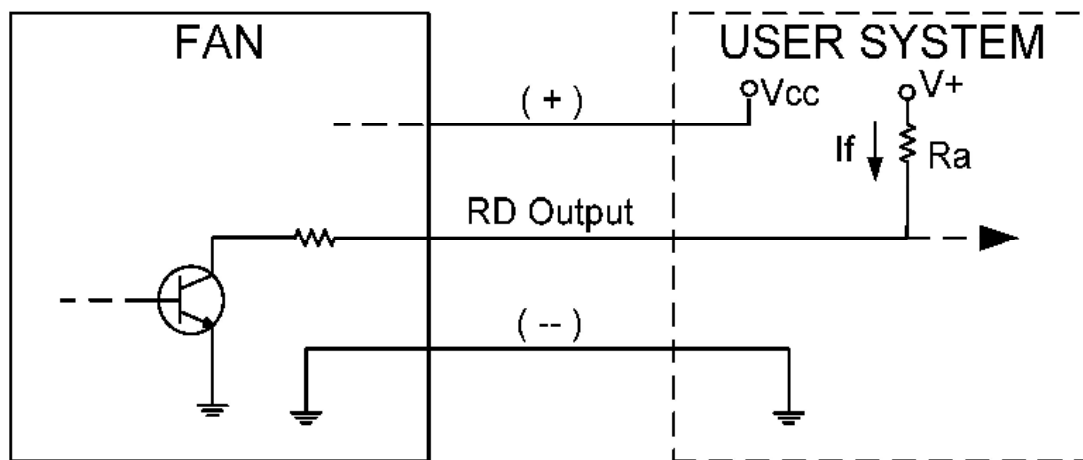 FAN
USER SYSTEM
( + )
Vcc
V+
If
Ra
RD Output
( -- )